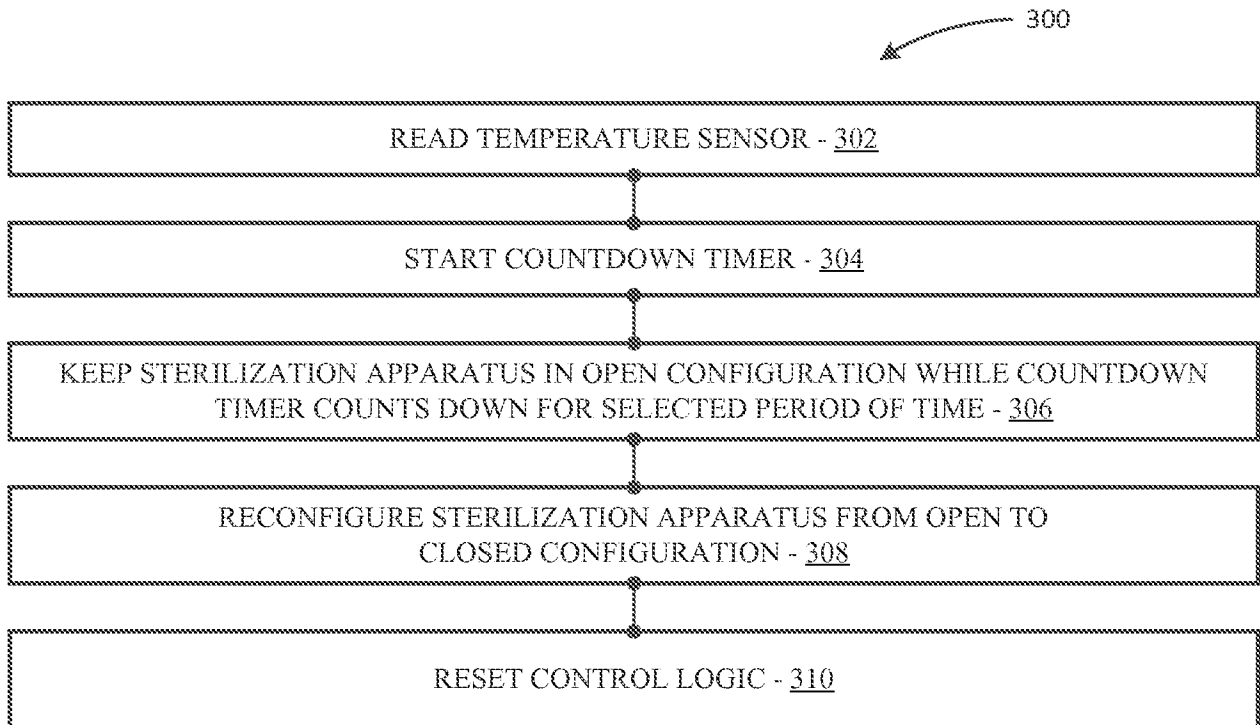 300
READ TEMPERATURE SENSOR - 302
START COUNTDOWN TIMER - 304
KEEP STERILIZATION APPARATUS IN OPEN CONFIGURATION WHILE COUNTDOWN
TIMER COUNTS DOWN FOR SELECTED PERIOD OF TIME - 306
RECONFIGURE STERILIZATION APPARATUS FROM OPEN TO
CLOSED CONFIGURATION - 308
RESET CONTROL LOGIC - 310